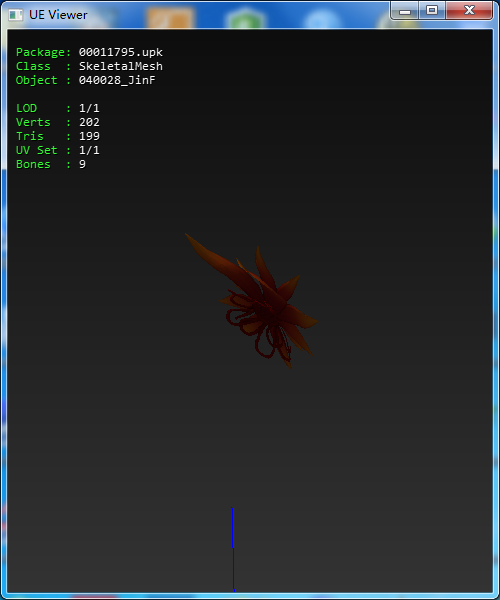 UE Viewer
Package: 00011795.upk
Class : SkeletalMesh
Object : 040028_JinF
LOD : 1/1
Verts : 202
Tris : 199
UV Set : 1/1
Bones : 9